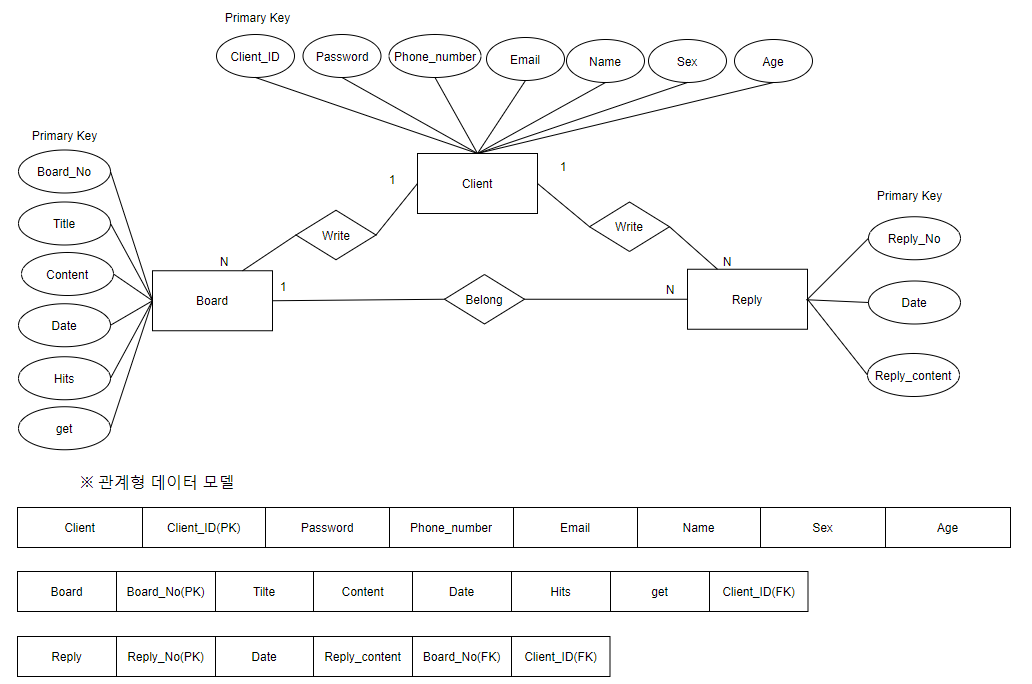 Primary Key
Client_ID
Password
Phone_number
Email
Name
Sex
Age
Primary Key
Board_No
Title
Content
Date
Hits
get
Client
1
1
Write
Write
N
N
Board
1
Belong
N
Reply
Primary Key
Reply_No
Date
Reply_content
※ 관계형 데이터 모델
Client Client_ID(PK) Password Phone_number Email Name Sex Age
Board Board_No(PK) Tilte Content Date Hits get Client_ID(FK)
Reply Reply_No(PK) Date Reply_content Board_No(FK) Client_ID(FK)